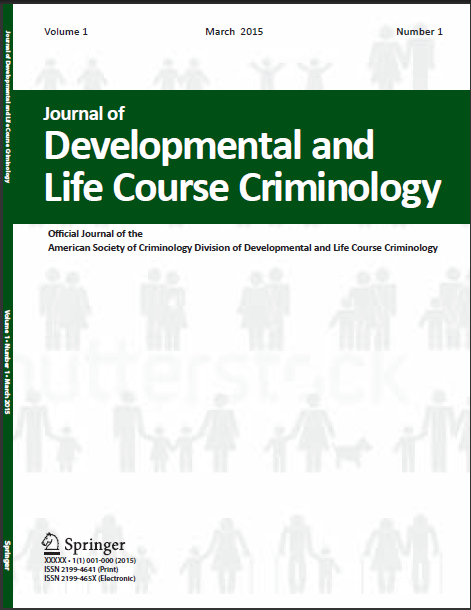 Volume 1 March 2015 Number 1
Journal of
Developmental and
Life Course Criminology
Official Journal of the
American Society of Criminology Division of Developmental and Life Course Criminology
Springer
XXXXX • 1(1) 001-000 (2015)
ISSN 2199-4641 (Print)
ISSN 2199-465X (Electronic)
Journal of Developmental and Life Course Criminology
Volume 1 • Number 1 • March 2015
Springer
shutterstock